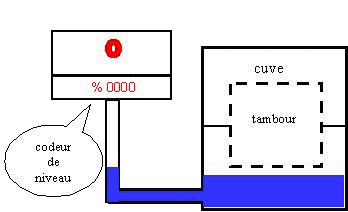 0
% 0000
cuve
tambour
codeur
de
niveau